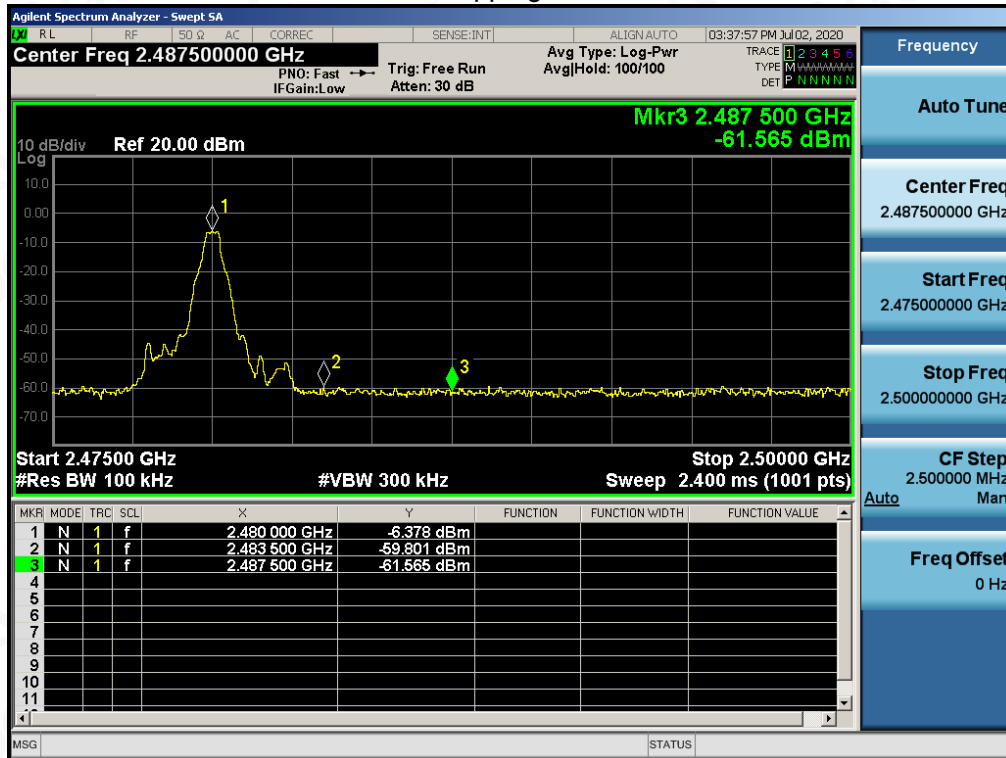 Agilent Spectrum Analyzer - Swept SA
LXI RL RF 50 Ω AC CORREC SENSE:INT ALIGN AUTO 03:37:57 PM Jul 02, 2020
Center Freq 2.487500000 GHz
PNO: Fast
IFGain:Low
Trig: Free Run
Atten: 30 dB
Avg Type: Log-Pwr
Avg|Hold: 100/100
TRACE 1 2 3 4 5 6
TYPE M WWWWW
DET P N N N N N
Mkr3 2.487 500 GHz
-61.565 dBm
10 dB/div Ref 20.00 dBm
Log
10.0
0.00
-10.0
-20.0
-30.0
-40.0
-50.0
-60.0
-70.0
1
2
3
Start 2.47500 GHz Stop 2.50000 GHz
#Res BW 100 kHz #VBW 300 kHz Sweep 2.400 ms (1001 pts)
MKR MODE TRC SCL X Y FUNCTION FUNCTION WIDTH FUNCTION VALUE
1 N 1 f 2.480 000 GHz -6.378 dBm
2 N 1 f 2.483 500 GHz -59.801 dBm
3 N 1 f 2.487 500 GHz -61.565 dBm
4
5
6
7
8
9
10
11
MSG STATUS
Frequency
Auto Tune
Center Freq
2.487500000 GHz
Start Freq
2.475000000 GHz
Stop Freq
2.500000000 GHz
CF Step
2.500000 MHz
Auto Man
Freq Offset
0 Hz